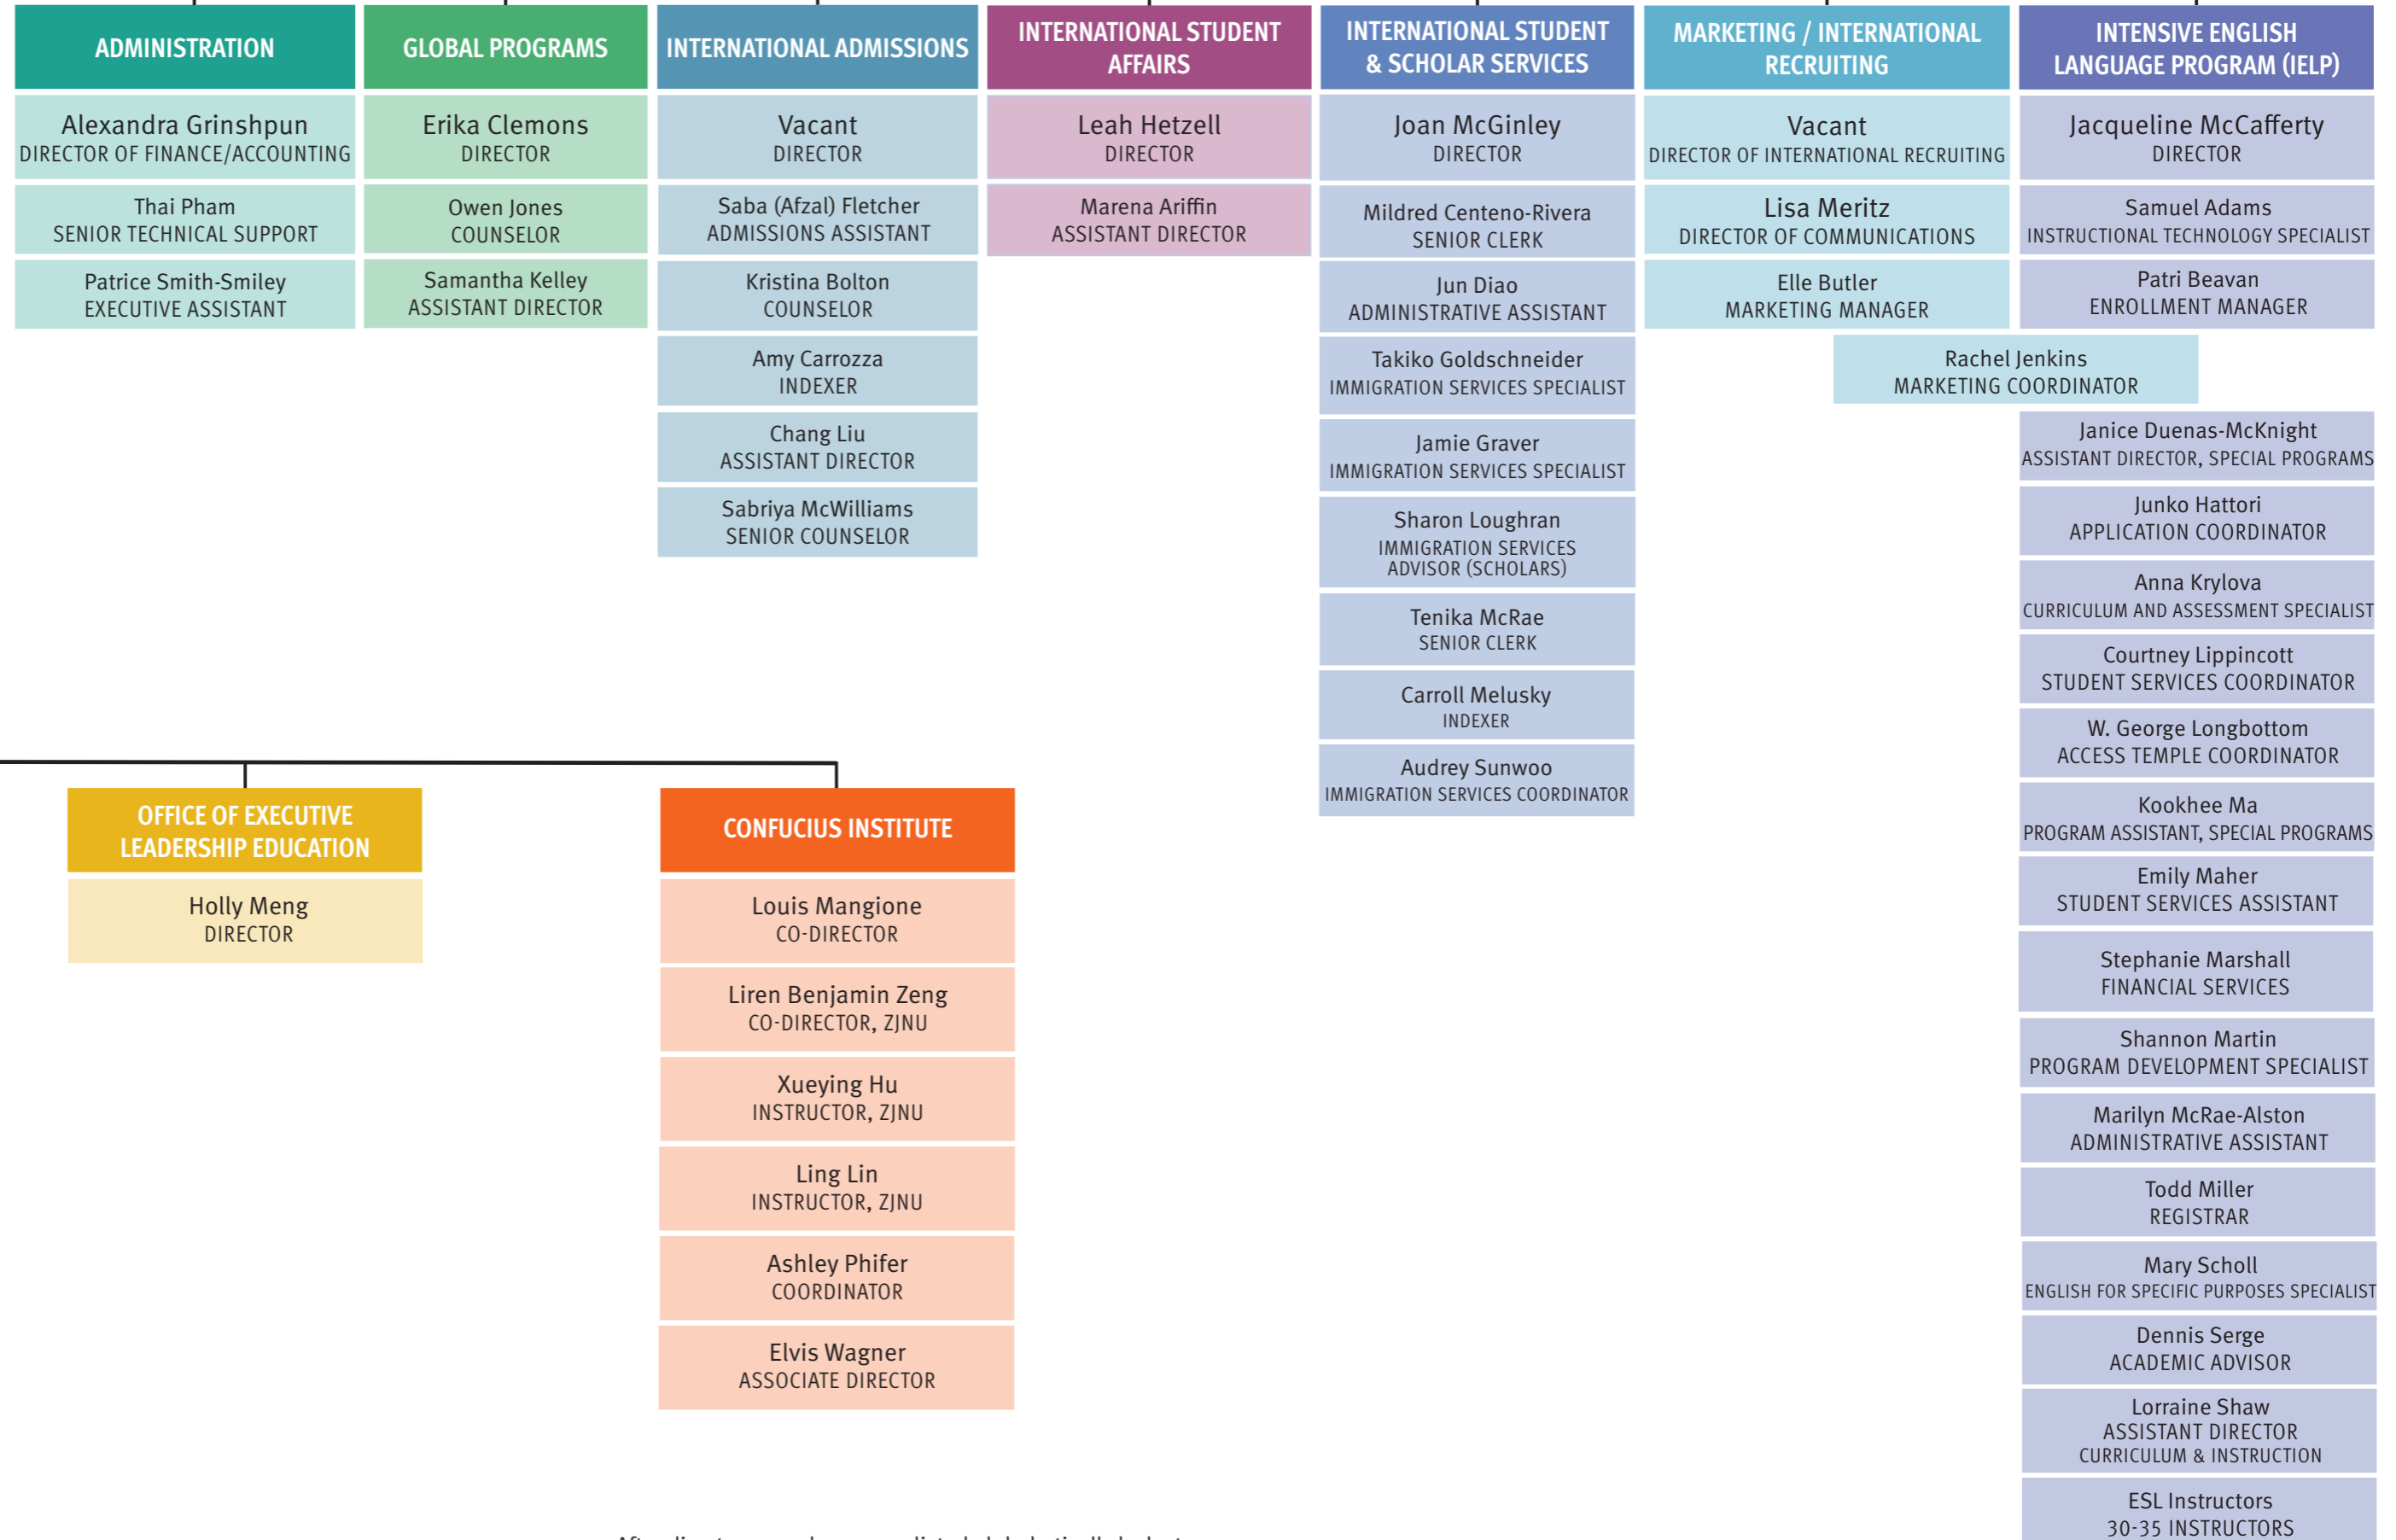 ADMINISTRATION
Alexandra Grinshpun
DIRECTOR OF FINANCE/ACCOUNTING
Thai Pham
SENIOR TECHNICAL SUPPORT
Patrice Smith-Smiley
EXECUTIVE ASSISTANT
GLOBAL PROGRAMS
Erika Clemons
DIRECTOR
Owen Jones
COUNSELOR
Samantha Kelley
ASSISTANT DIRECTOR
INTERNATIONAL ADMISSIONS
Vacant
DIRECTOR
Saba (Afzal) Fletcher
ADMISSIONS ASSISTANT
Kristina Bolton
COUNSELOR
Amy Carrozza
INDEXER
Chang Liu
ASSISTANT DIRECTOR
Sabriya McWilliams
SENIOR COUNSELOR
INTERNATIONAL STUDENT
AFFAIRS
Leah Hetzell
DIRECTOR
Marena Ariffin
ASSISTANT DIRECTOR
INTERNATIONAL STUDENT
& SCHOLAR SERVICES
Joan McGinley
DIRECTOR
Mildred Centeno-Rivera
SENIOR CLERK
Jun Diao
ADMINISTRATIVE ASSISTANT
Takiko Goldschneider
IMMIGRATION SERVICES SPECIALIST
Jamie Graver
IMMIGRATION SERVICES SPECIALIST
Sharon Loughran
IMMIGRATION SERVICES
ADVISOR (SCHOLARS)
Tenika McRae
SENIOR CLERK
Carroll Melusky
INDEXER
Audrey Sunwoo
IMMIGRATION SERVICES COORDINATOR
MARKETING / INTERNATIONAL
RECRUITING
Vacant
DIRECTOR OF INTERNATIONAL RECRUITING
Lisa Meritz
DIRECTOR OF COMMUNICATIONS
Elle Butler
MARKETING MANAGER
Rachel Jenkins
MARKETING COORDINATOR
INTENSIVE ENGLISH
LANGUAGE PROGRAM (IELP)
Jacqueline McCafferty
DIRECTOR
Samuel Adams
INSTRUCTIONAL TECHNOLOGY SPECIALIST
Patri Beavan
ENROLLMENT MANAGER
Janice Duenas-McKnight
ASSISTANT DIRECTOR, SPECIAL PROGRAMS
Junko Hattori
APPLICATION COORDINATOR
Anna Krylova
CURRICULUM AND ASSESSMENT SPECIALIST
Courtney Lippincott
STUDENT SERVICES COORDINATOR
W. George Longbottom
ACCESS TEMPLE COORDINATOR
Kookhee Ma
PROGRAM ASSISTANT, SPECIAL PROGRAMS
Emily Maher
STUDENT SERVICES ASSISTANT
Stephanie Marshall
FINANCIAL SERVICES
Shannon Martin
PROGRAM DEVELOPMENT SPECIALIST
Marilyn McRae-Alston
ADMINISTRATIVE ASSISTANT
Todd Miller
REGISTRAR
Mary Scholl
ENGLISH FOR SPECIFIC PURPOSES SPECIALIST
Dennis Serge
ACADEMIC ADVISOR
Lorraine Shaw
ASSISTANT DIRECTOR
CURRICULUM & INSTRUCTION
ESL Instructors
30-35 INSTRUCTORS
OFFICE OF EXECUTIVE
LEADERSHIP EDUCATION
Holly Meng
DIRECTOR
CONFUCIUS INSTITUTE
Louis Mangione
CO-DIRECTOR
Liren Benjamin Zeng
CO-DIRECTOR, ZJNU
Xueying Hu
INSTRUCTOR, ZJNU
Ling Lin
INSTRUCTOR, ZJNU
Ashley Phifer
COORDINATOR
Elvis Wagner
ASSOCIATE DIRECTOR